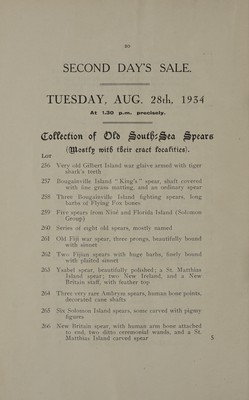 20
SECOND DAY'S SALE.
TUESDAY, AUG. 28th, 1934
At 1.30 p.m. precisely.
Collection of Old South-Sea Spears
(Mostly with their exact localities).
Lot
256 Very old Gilbert Island war glaive armed with tiger
shark's teeth
257 Bougainville Island "King's" spear, shaft covered
with fine grass matting, and an ordinary spear
258 Three Bougainville Island fighting spears, long
barbs of Flying Fox bones
259 Five spears from Nissi and Florida Island (Solomon
Group)
260 Series of eight old spears, mostly named
261 Old Fiji war spear, three prongs, beautifully bound
with sinnet
262 Two Fijian spears with huge barbs, finely bound
with plaited sinnet
263 Ysabel spear, beautifully polished; a St. Matthias
Island spear; two New Ireland, and a New
Britain staff, with feather top
264 Three very rare Ambrym spears, human bone points,
decorated cane shafts
265 Six Solomon Island spears, some carved with pigmy
figures
266 New Britain spear, with human arm bone attached
to end, two ditto ceremonial wands, and a St.
Matthias Island carved spear 5